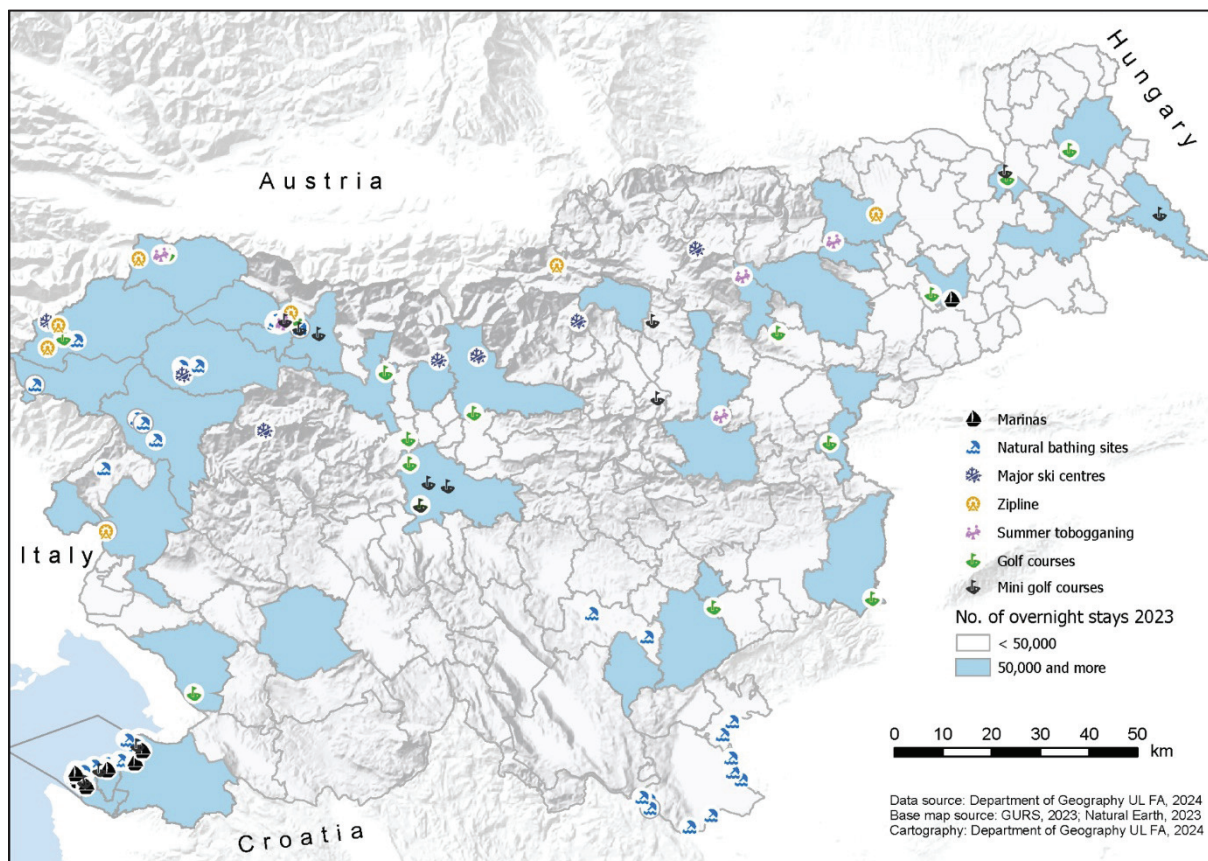 Hungary
Austria
Italy
Croatia
Marinas
Natural bathing sites
Major ski centres
Zipline
Summer tobogganing
Golf courses
Mini golf courses
No. of overnight stays 2023
< 50,000
50,000 and more
0 10 20 30 40 50
km
Data source: Department of Geography UL FA, 2024
Base map source: GURS, 2023; Natural Earth, 2023
Cartography: Department of Geography UL FA, 2024